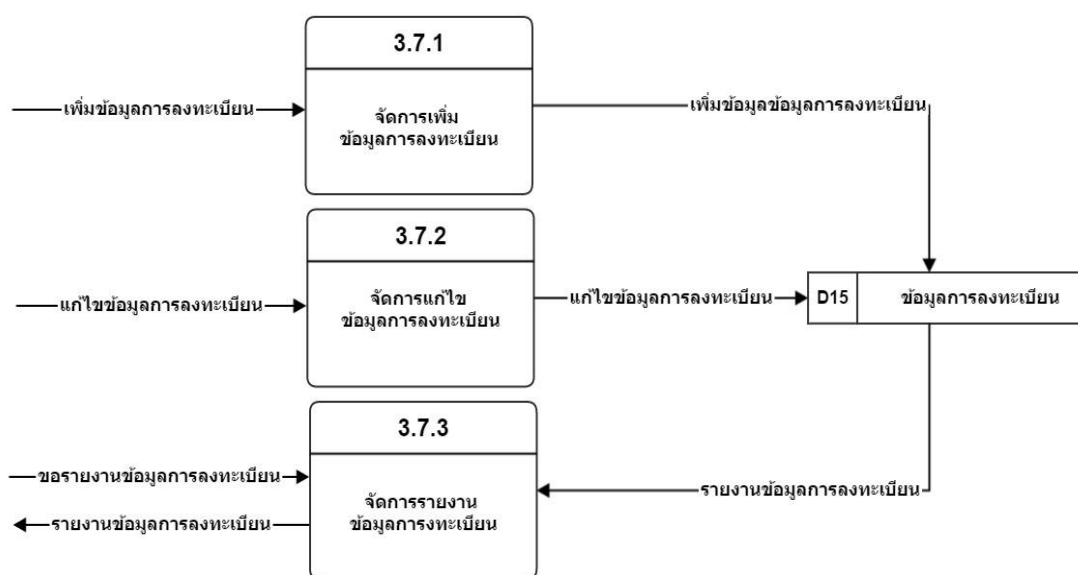 3.7.1
เพิ่มข้อมูลการลงทะเบียน
จัดการเพิ่ม
ข้อมูลการลงทะเบียน
เพิ่มข้อมูลข้อมูลการลงทะเบียน
3.7.2
แก้ไขข้อมูลการลงทะเบียน
จัดการแก้ไข
ข้อมูลการลงทะเบียน
แก้ไขข้อมูลการลงทะเบียน
D15
ข้อมูลการลงทะเบียน
3.7.3
ขอรายงานข้อมูลการลงทะเบียน
รายงานข้อมูลการลงทะเบียน
จัดการรายงาน
ข้อมูลการงทะเบียน
รายงานข้อมูลการลงทะเบียน